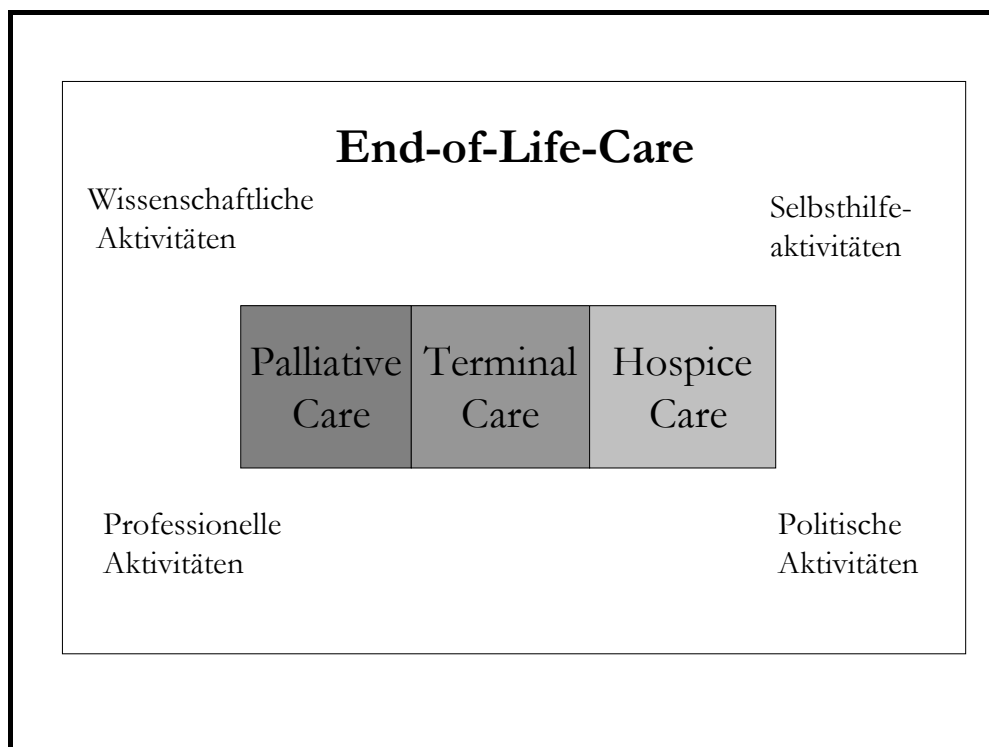 End-of-Life-Care
Wissenschaftliche
Aktivitäten
Selbsthilfe-
aktivitäten
Palliative
Care
Terminal
Care
Hospice
Care
Professionelle
Aktivitäten
Politische
Aktivitäten